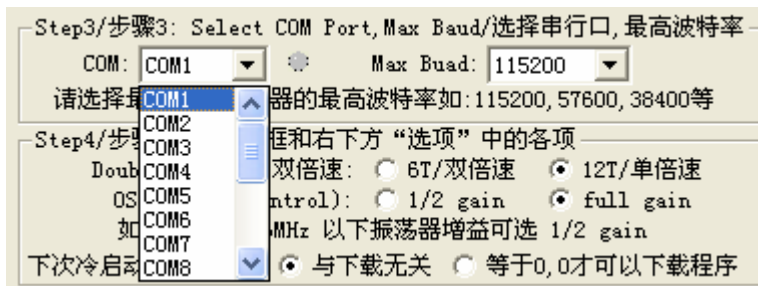 Step3/步骤3: Select COM Port,Max Baud/选择串行口,最高波特率
COM: COM1 Max Buad: 115200
请选择 器的最高波特率如:115200,57600,38400等
COM1
COM2
COM3
COM4
COM5
COM6
COM7
COM8
Step4/步 框和右下方“选项”中的各项
Doub 双倍速: 6T/双倍速 12T/单倍速
OS ntrol): 1/2 gain full gain
如 MHz 以下振荡器增益可选 1/2 gain
下次冷启动 与下载无关 等于0,0才可以下载程序